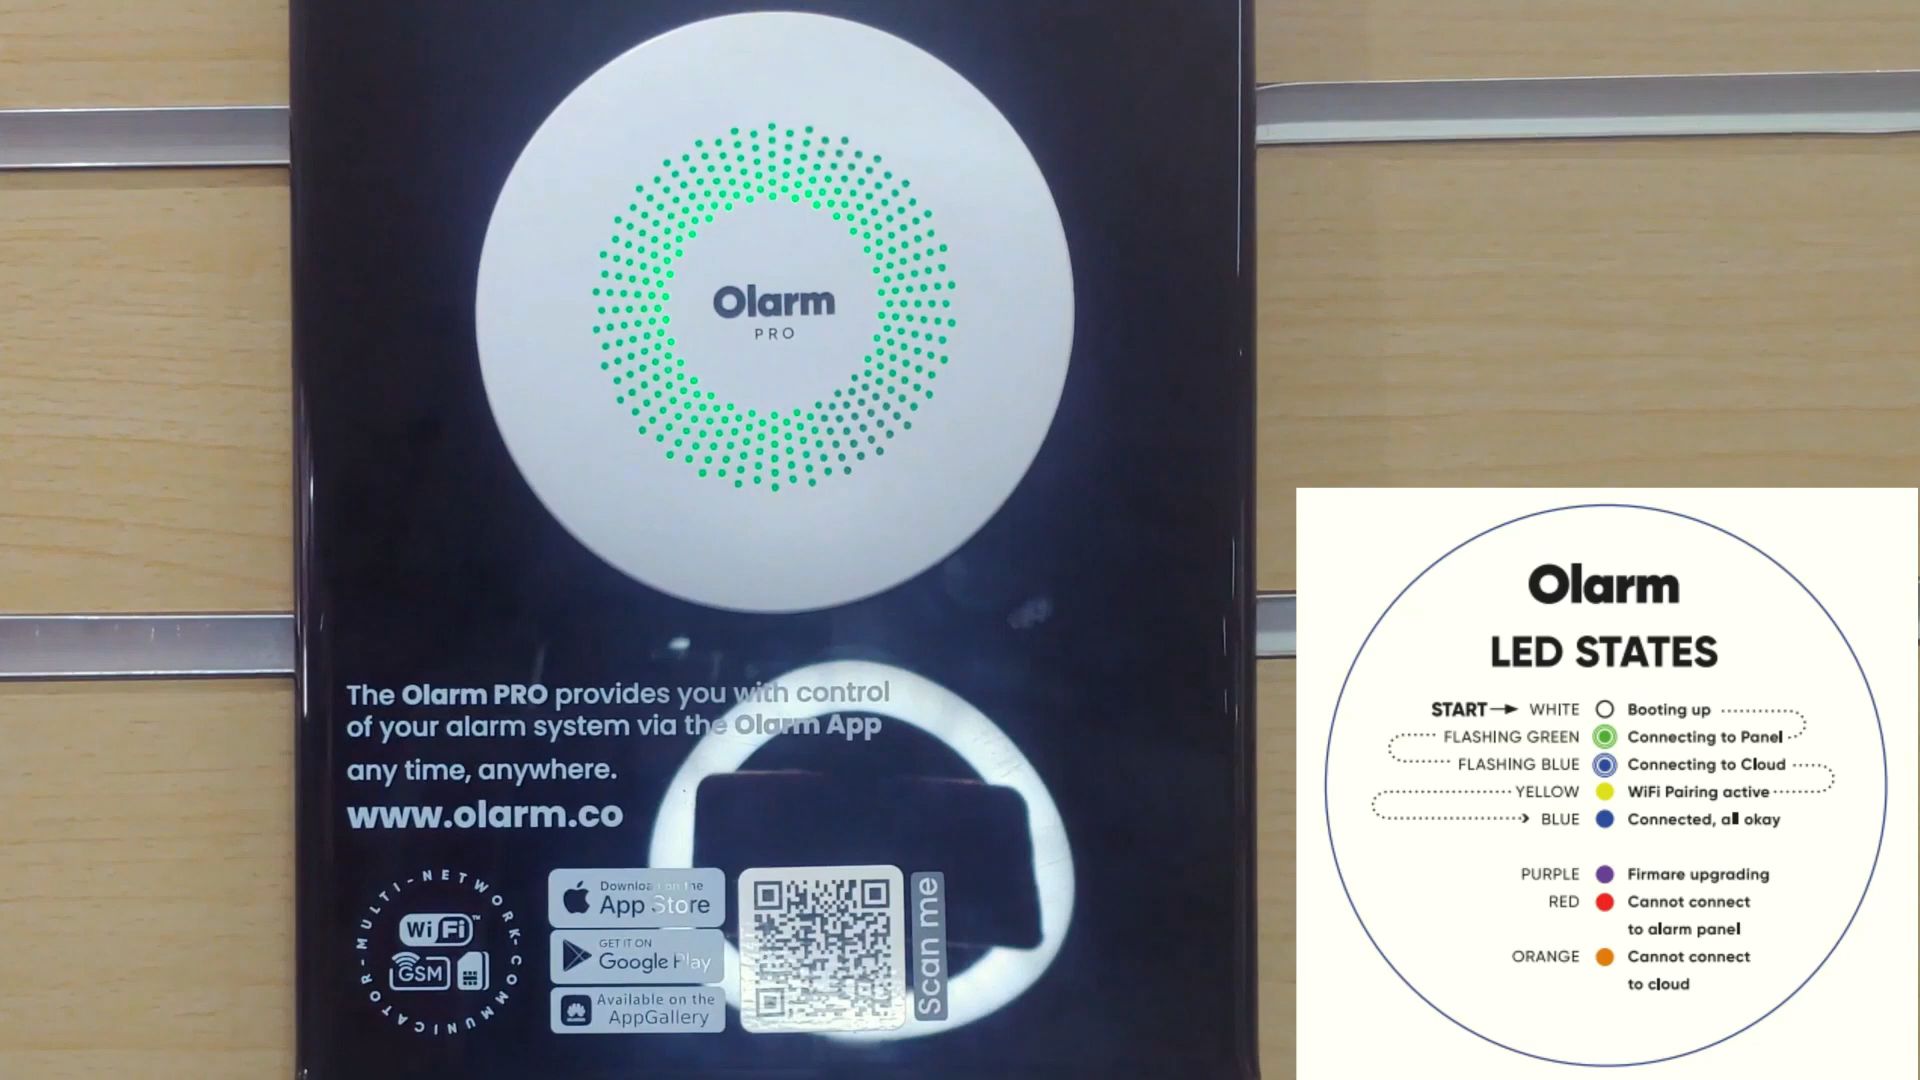 Olarm
PRO
The Olarm PRO provides you with control
of your alarm system via the Olarm App
any time, anywhere.
www.olarm.co
MULTI-NETWORK-COMMUNICATOR-
WiFi™
GSM
Download on the
App Store
GET IT ON
Google Play
Available on the
AppGallery
scan me
Olarm
LED STATES
START WHITE Booting up
FLASHING GREEN Connecting to Panel
FLASHING BLUE Connecting to Cloud
YELLOW WiFi Pairing active
BLUE Connected, all okay
PURPLE Firmare upgrading
RED Cannot connect
to alarm panel
ORANGE Cannot connect
to cloud